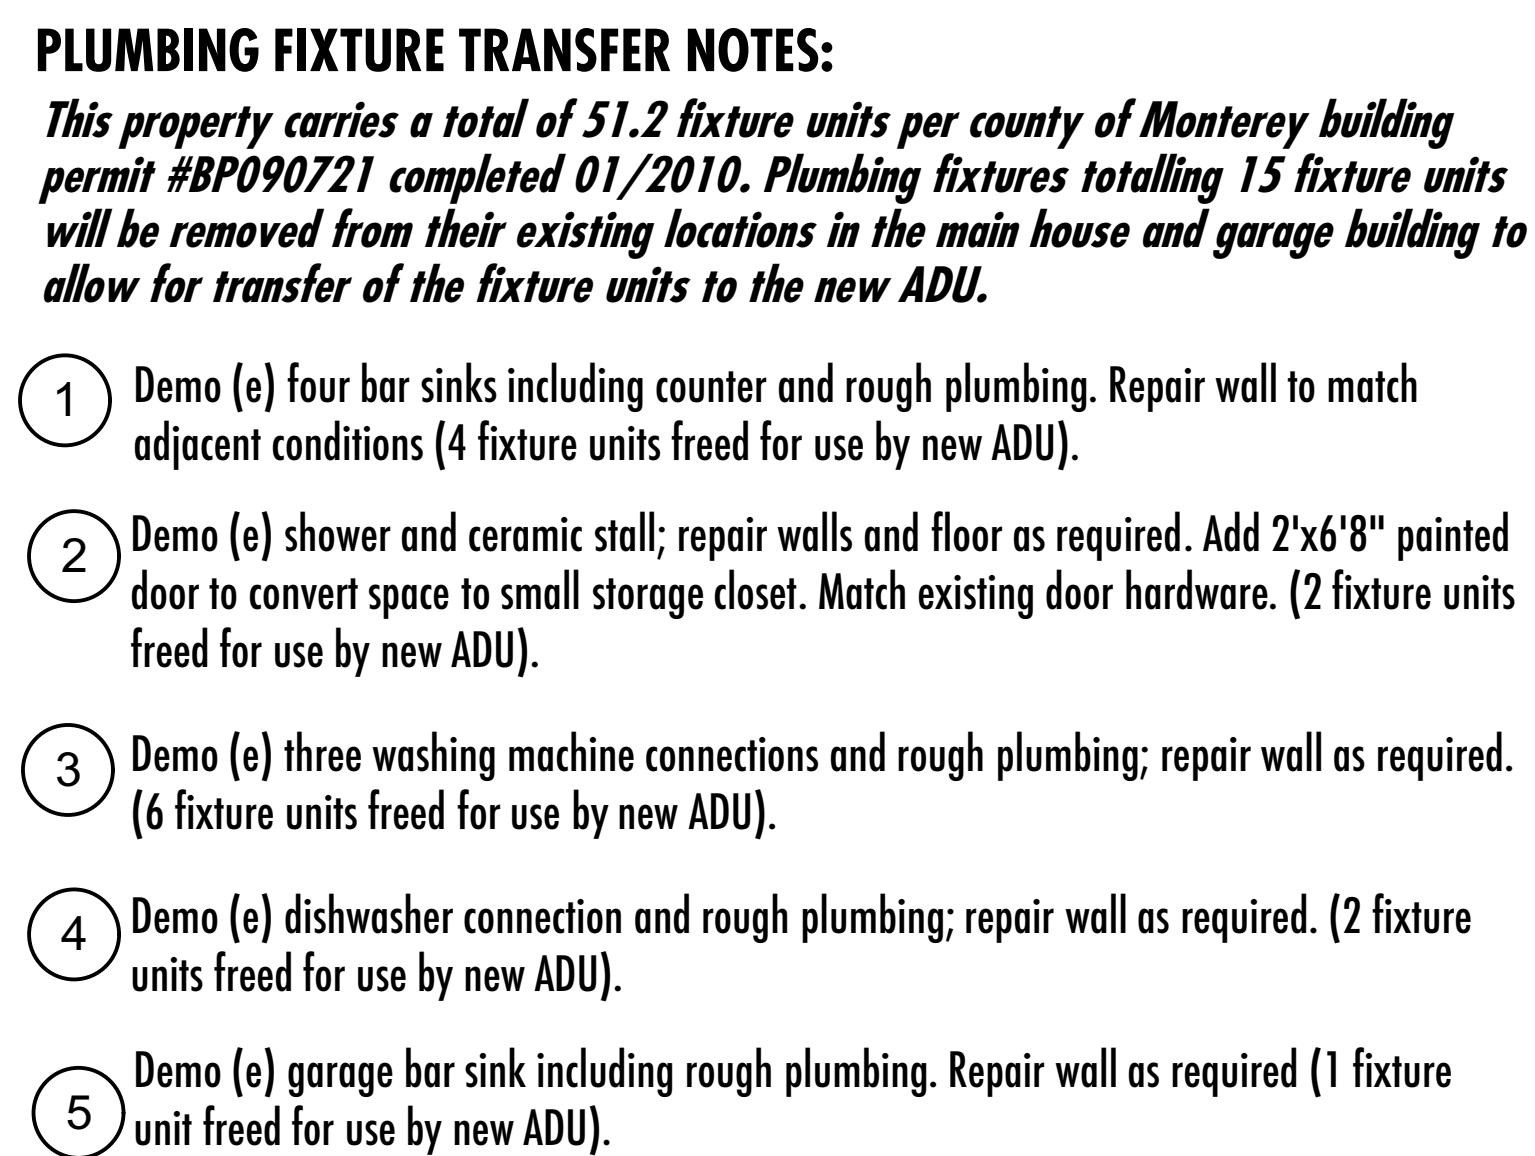 PLUMBING FIXTURE TRANSFER NOTES:
This property carries a total of 51.2 fixture units per county of Monterey building
permit #BP090721 completed 01/2010. Plumbing fixtures totalling 15 fixture units
will be removed from their existing locations in the main house and garage building to
allow for transfer of the fixture units to the new ADU.
1 Demo (e) four bar sinks including counter and rough plumbing. Repair wall to match
adjacent conditions (4 fixture units freed for use by new ADU).
2 Demo (e) shower and ceramic stall; repair walls and floor as required. Add 2'x6'8" painted
door to convert space to small storage closet. Match existing door hardware. (2 fixture units
freed for use by new ADU).
3 Demo (e) three washing machine connections and rough plumbing; repair wall as required.
(6 fixture units freed for use by new ADU).
4 Demo (e) dishwasher connection and rough plumbing; repair wall as required. (2 fixture
units freed for use by new ADU).
5 Demo (e) garage bar sink including rough plumbing. Repair wall as required (1 fixture
unit freed for use by new ADU).